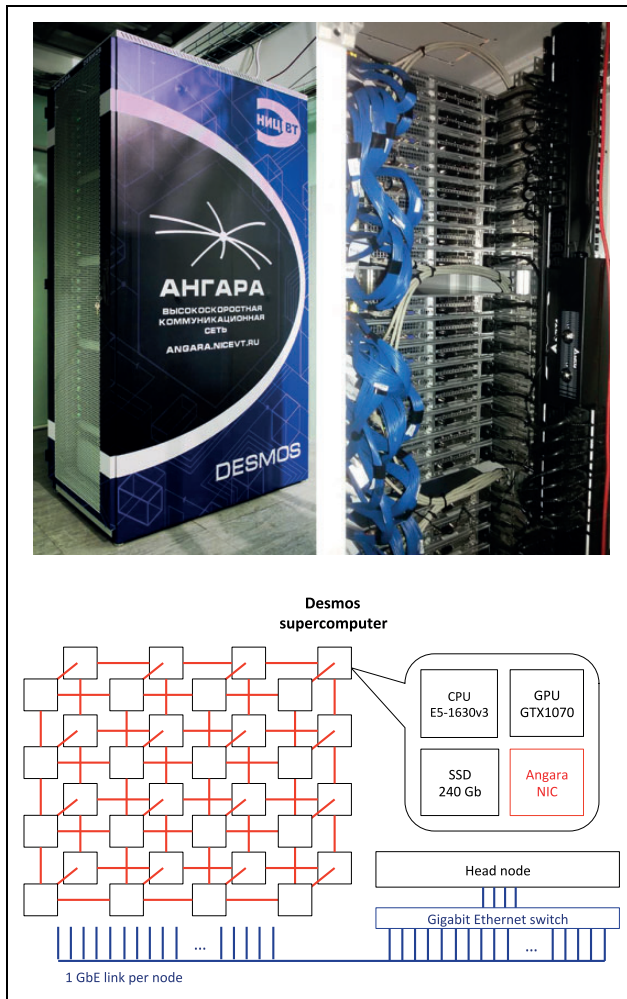 НИЦЕВТ
АНГАРА
ВЫСОКОСКОРОСТНАЯ
КОММУНИКАЦИОННАЯ
СЕТЬ
ANGARA.NICEVT.RU
DESMOS
Desmos
supercomputer
CPU
E5-1630v3
GPU
GTX1070
SSD
240 Gb
Angara
NIC
Head node
Gigabit Ethernet switch
...
...
1 GbE link per node